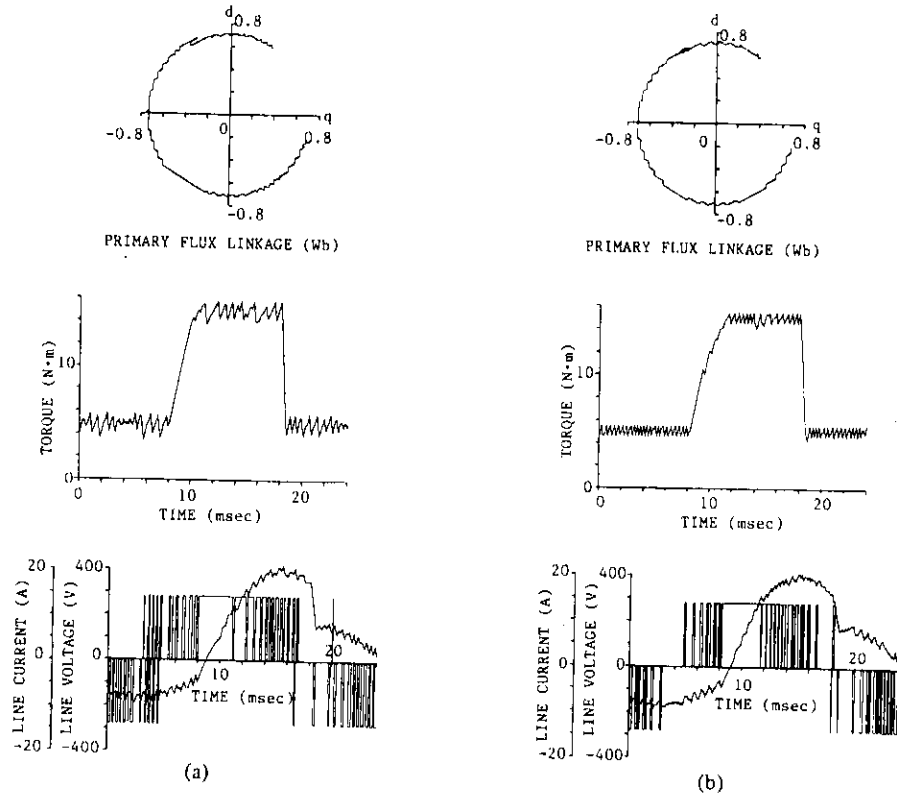 d
0.8
q
-0.8
0
0.8
-0.8
PRIMARY FLUX LINKAGE (Wb)
TORQUE (N·m)
10
0
0
10
20
TIME (msec)
LINE CURRENT (A)
20
0
-20
LINE VOLTAGE (V)
400
0
-400
10
20
TIME (msec)
(a)
d
0.8
q
-0.8
0
0.8
-0.8
PRIMARY FLUX LINKAGE (Wb)
TORQUE (N·m)
10
0
0
10
20
TIME (msec)
LINE CURRENT (A)
20
0
-20
LINE VOLTAGE (V)
400
0
-400
10
20
TIME (msec)
(b)